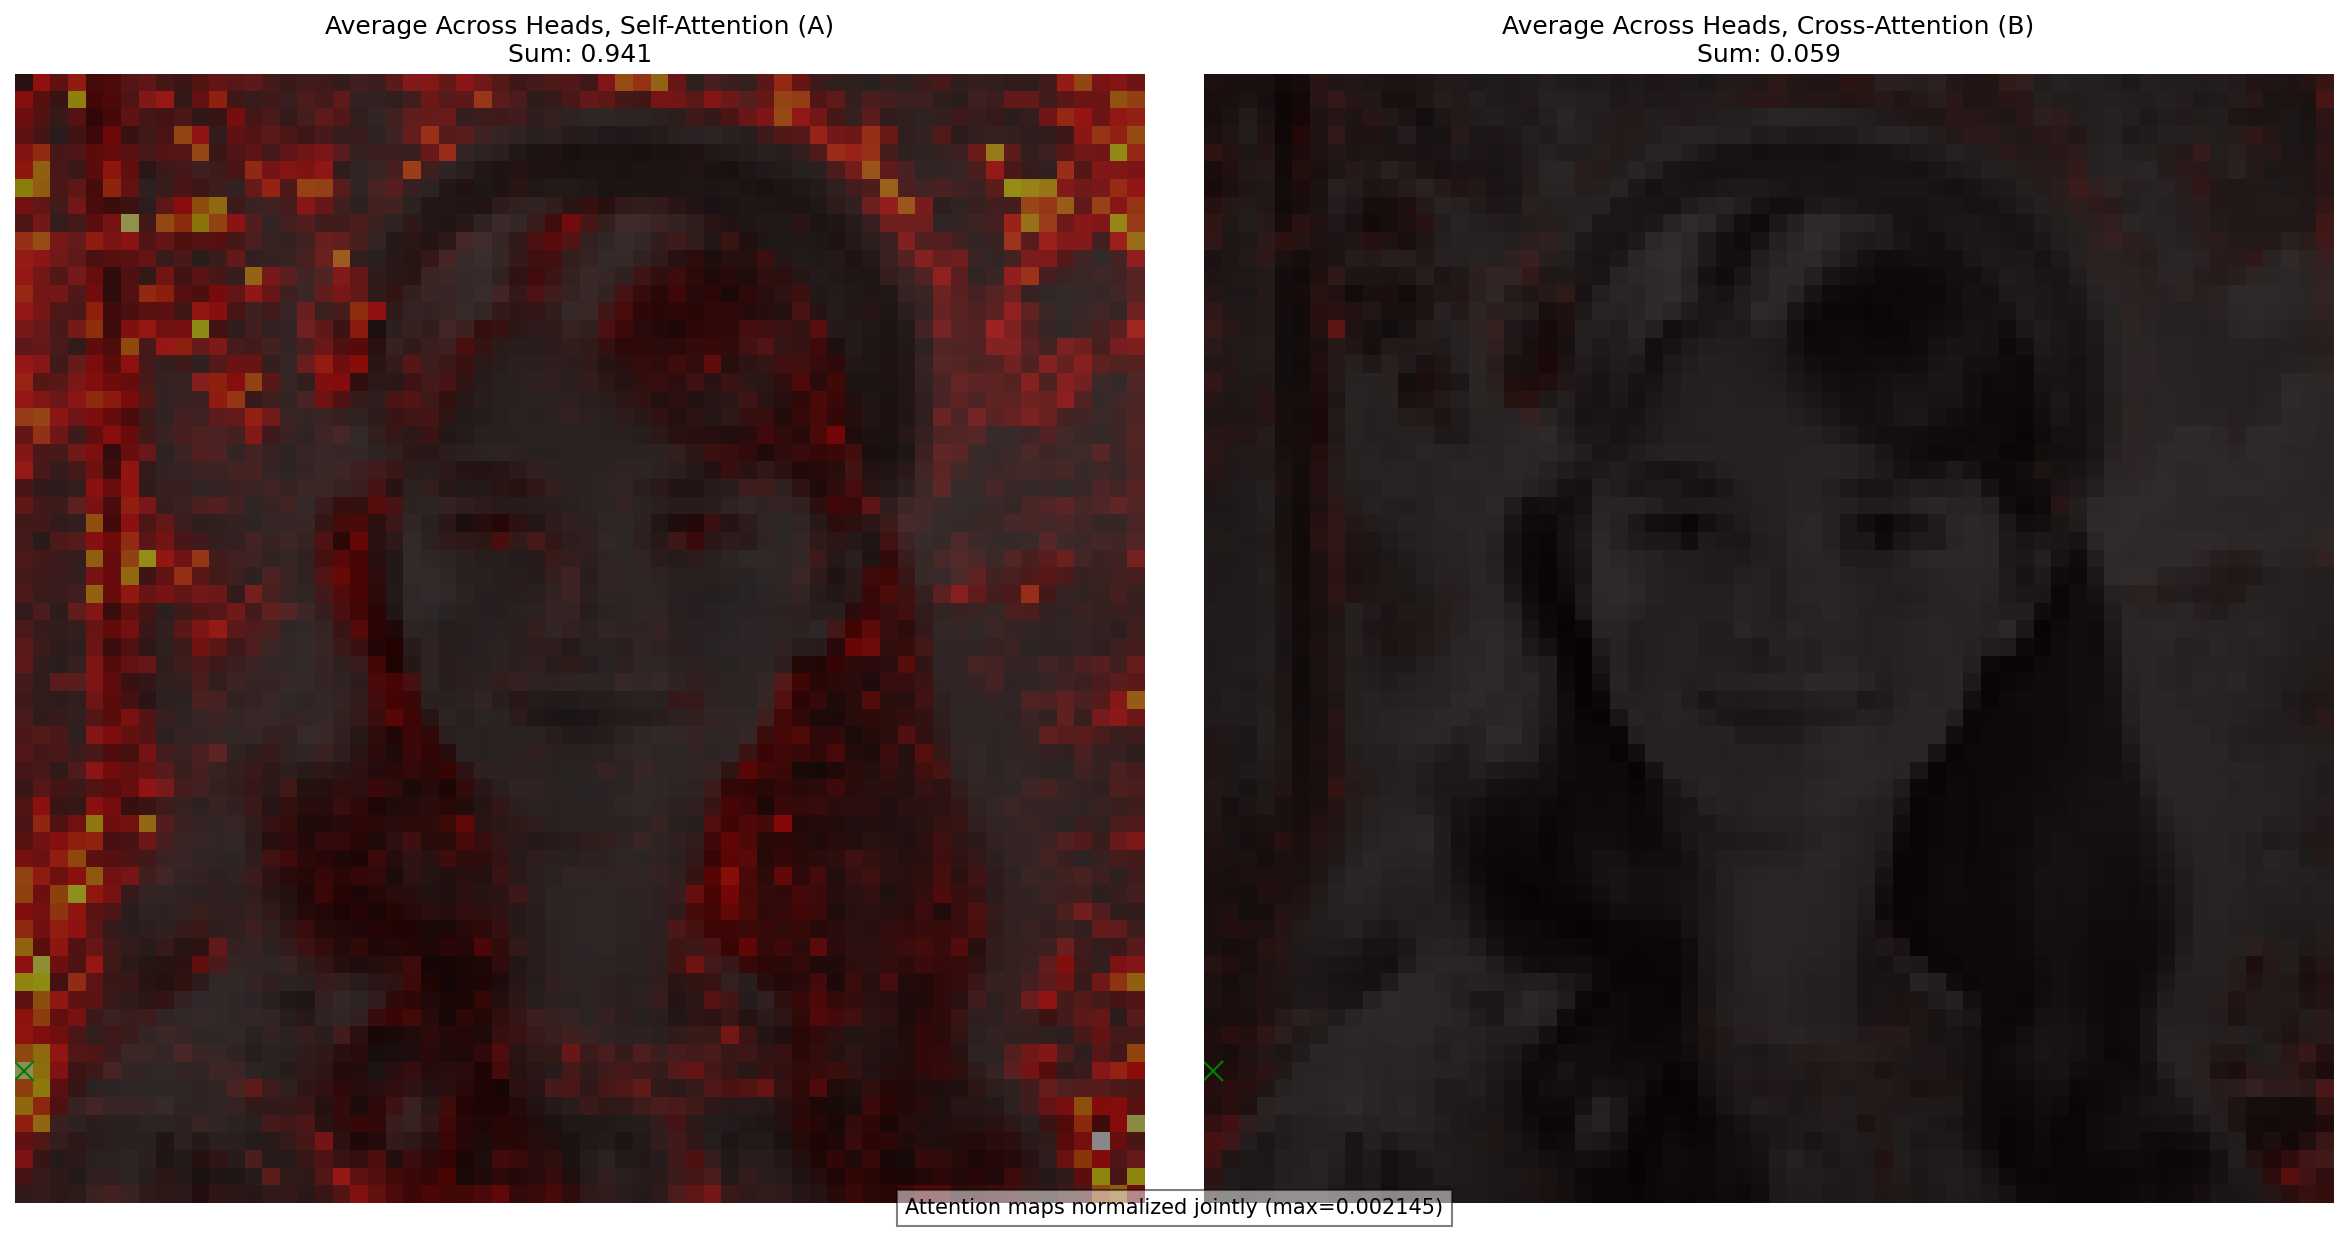 Average Across Heads, Self-Attention (A)
Sum: 0.941
Average Across Heads, Cross-Attention (B)
Sum: 0.059
Attention maps normalized jointly (max=0.002145)